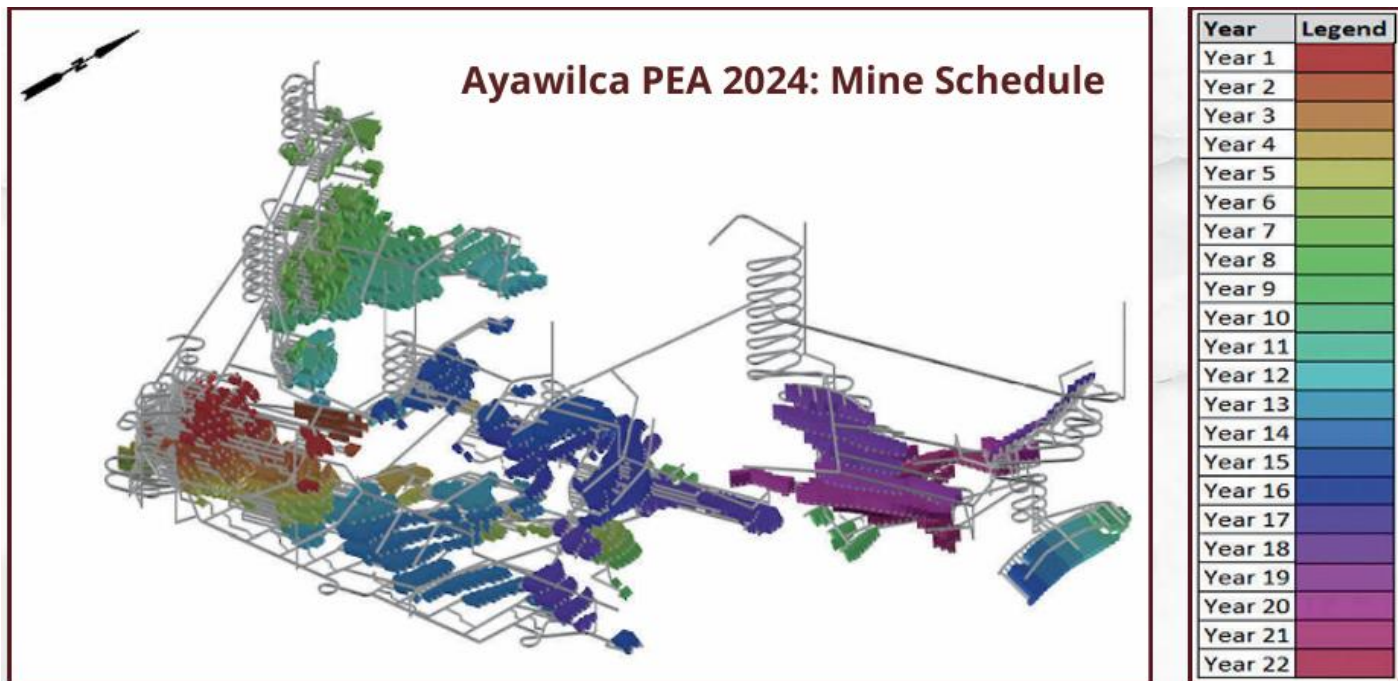 Ayawilca PEA 2024: Mine Schedule
N
Year Legend
Year 1
Year 2
Year 3
Year 4
Year 5
Year 6
Year 7
Year 8
Year 9
Year 10
Year 11
Year 12
Year 13
Year 14
Year 15
Year 16
Year 17
Year 18
Year 19
Year 20
Year 21
Year 22